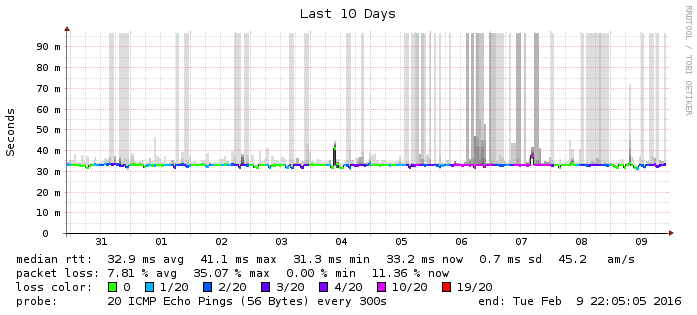 Last 10 Days
RRDTOOL / TOBI OETIKER
Seconds
90 m
80 m
70 m
60 m
50 m
40 m
30 m
20 m
10 m
0
31 01 02 03 04 05 06 07 08 09
median rtt: 32.9 ms avg 41.1 ms max 31.3 ms min 33.2 ms now 0.7 ms sd 45.2 am/s
packet loss: 7.81 % avg 35.07 % max 0.00 % min 11.36 % now
loss color: 0 1/20 2/20 3/20 4/20 10/20 19/20
probe: 20 ICMP Echo Pings (56 Bytes) every 300s end: Tue Feb 9 22:05:05 2016